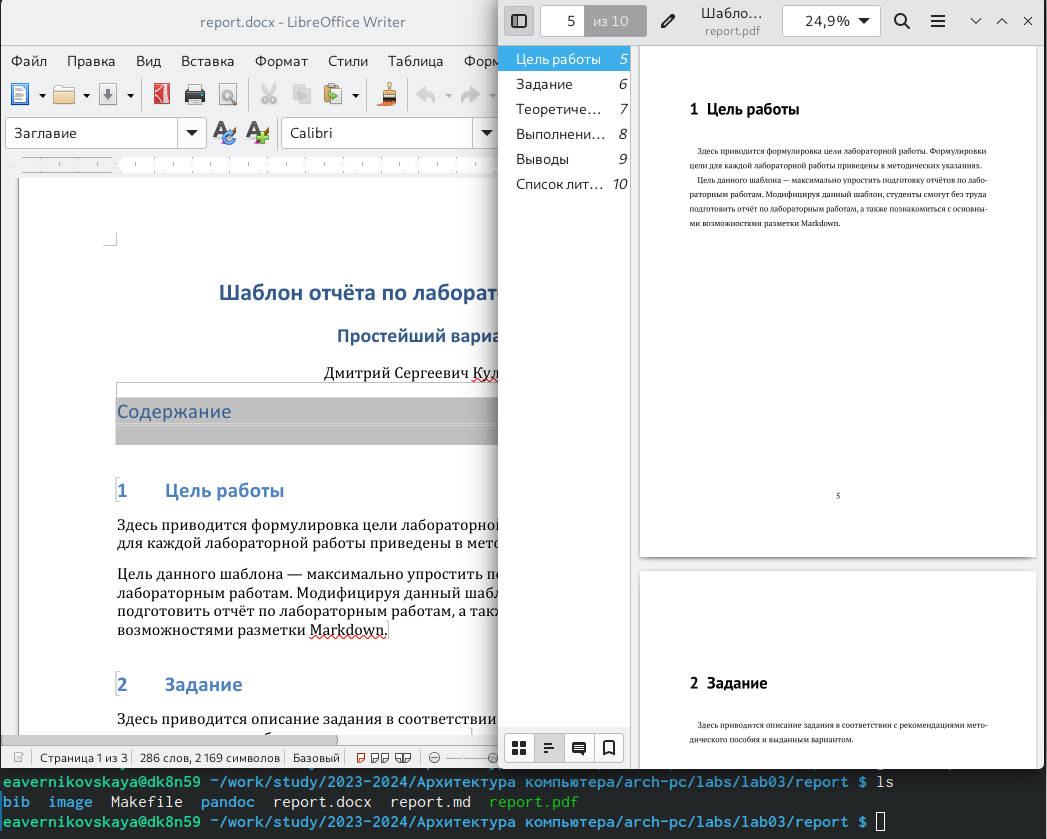 report.docx - LibreOffice Writer
Файл Правка Вид Вставка Формат Стили Таблица Форм
Заглавие
Calibri
Шаблон отчёта по лаборат
Простейший вариа
Дмитрий Сергеевич Кул
Содержание
1 Цель работы
Здесь приводится формулировка цели лабораторной
для каждой лабораторной работы приведены в мето
Цель данного шаблона — максимально упростить по
лабораторным работам. Модифицируя данный шабл
подготовить отчёт по лабораторным работам, а такж
возможностями разметки Markdown.
2 Задание
Здесь приводится описание задания в соответствии
Страница 1 из 3 286 слов, 2 169 символов Базовый
5 из 10
Шабло...
report.pdf
24,9%
Цель работы 5
Задание 6
Теоретиче... 7
Выполнени... 8
Выводы 9
Список лит... 10
1 Цель работы
Здесь приводится формулировка цели лабораторной работы. Формулировки
цели для каждой лабораторной работы приведены в методических указаниях.
Цель данного шаблона — максимально упростить подготовку отчётов по лабо-
раторным работам. Модифицируя данный шаблон, студенты смогут без труда
подготовить отчёт по лабораторным работам, а также познакомиться с основны-
ми возможностями разметки Markdown.
5
2 Задание
Здесь приводится описание задания в соответствии с рекомендациями мето-
дического пособия и выданным вариантом.
eavernikovskaya@dk8n59 ~/work/study/2023-2024/Архитектура компьютера/arch-pc/labs/lab03/report $ ls
bib image Makefile pandoc report.docx report.md report.pdf
eavernikovskaya@dk8n59 ~/work/study/2023-2024/Архитектура компьютера/arch-pc/labs/lab03/report $